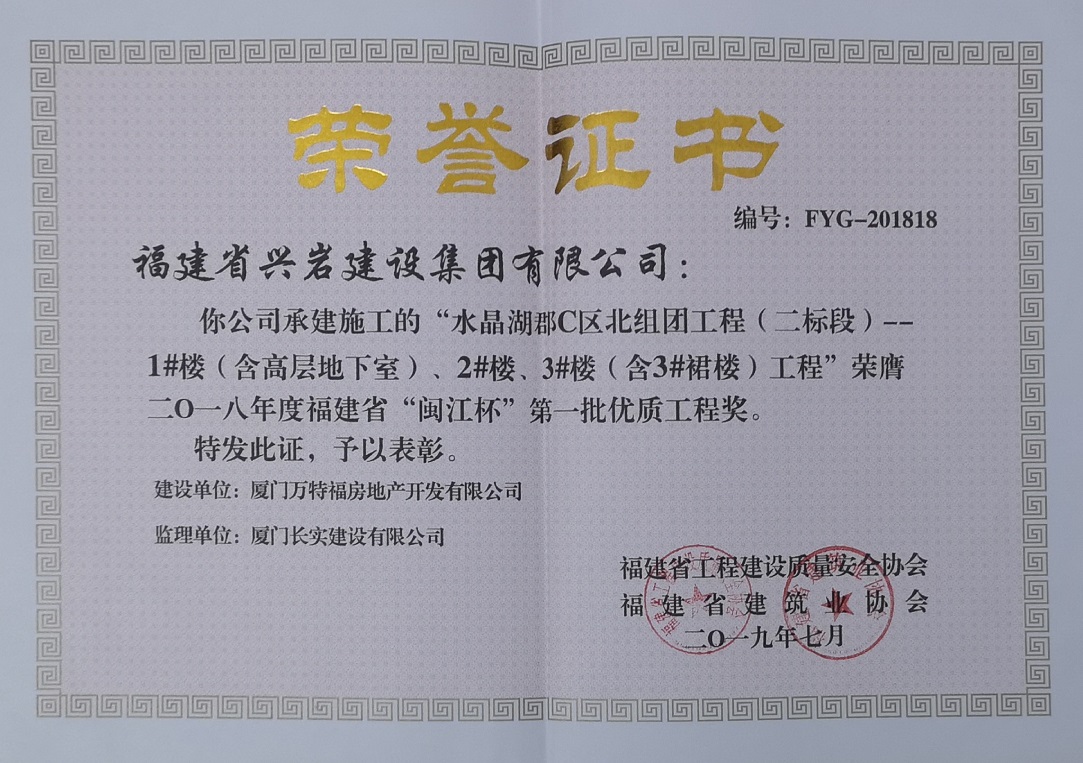 荣誉证书
编号：FYG-201818
福建省兴岩建设集团有限公司：
你公司承建施工的“水晶湖郡C区北组团工程（二标段）--
1#楼（含高层地下室）、2#楼、3#楼（含3#裙楼）工程”荣膺
二O一八年度福建省“闽江杯”第一批优质工程奖。
特发此证，予以表彰。
建设单位：厦门万特福房地产开发有限公司
监理单位：厦门长实建设有限公司
福建省工程建设质量安全协会
福建省建筑业协会
二O一九年七月